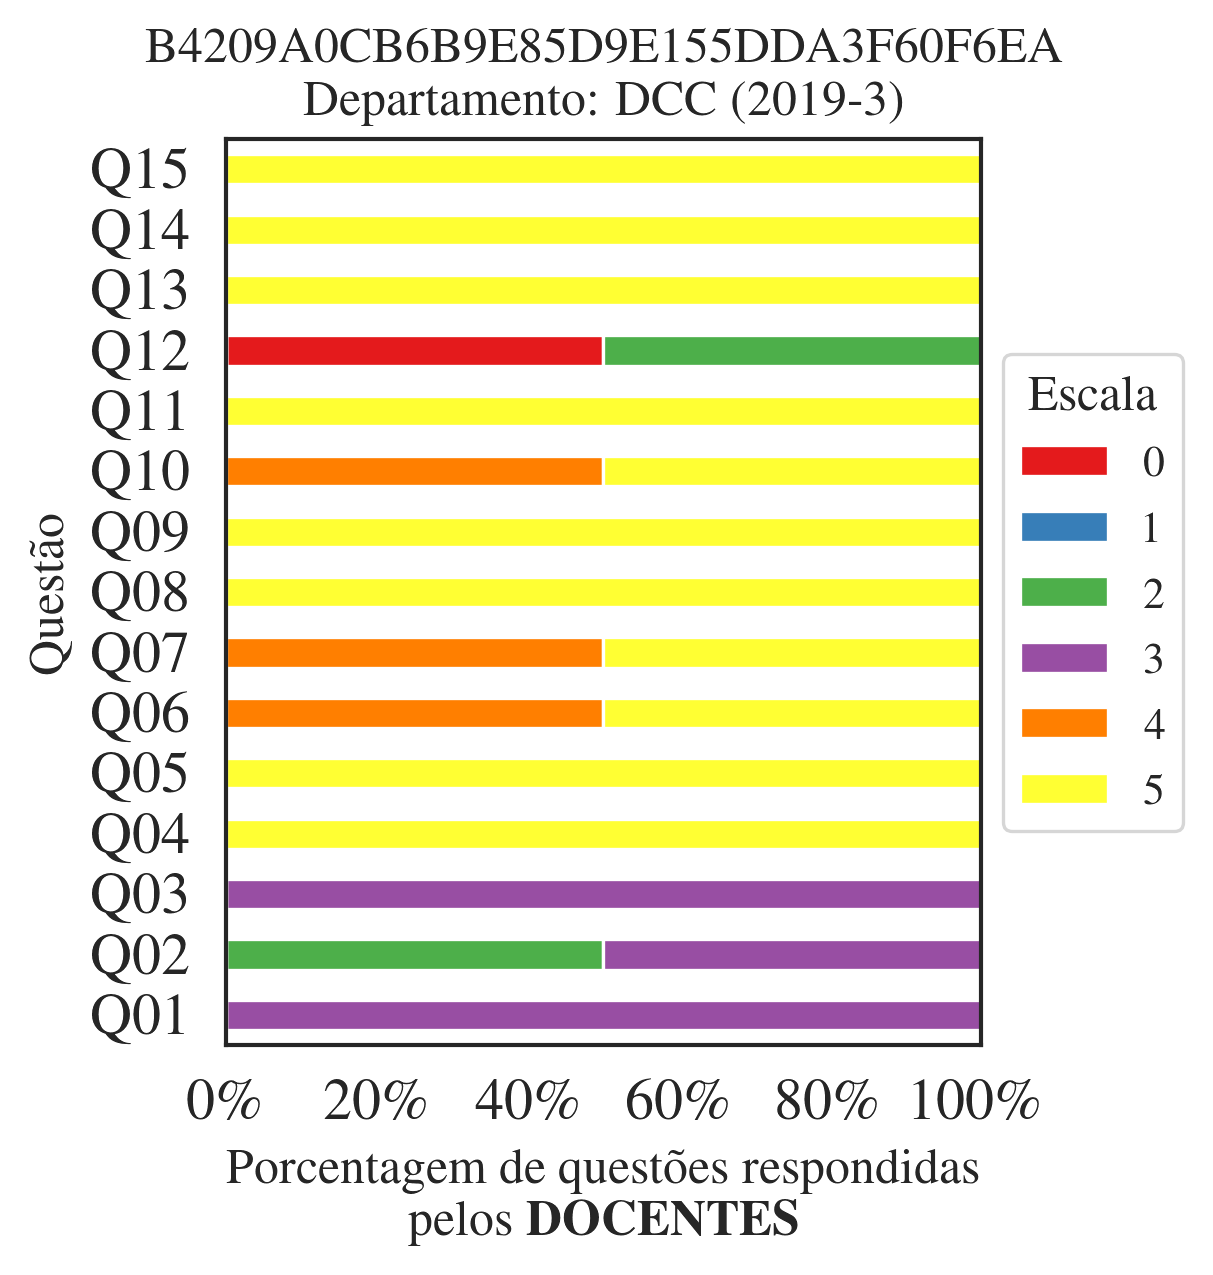 B4209A0CB6B9E85D9E155DDA3F60F6EA
Departamento: DCC (2019-3)
Q15
Q14
Q13
Q12
Q11
Q10
Q09
Q08
Q07
Q06
Q05
Q04
Q03
Q02
Q01
Questão
0% 20% 40% 60% 80% 100%
Porcentagem de questões respondidas
pelos DOCENTES
Escala
0
1
2
3
4
5